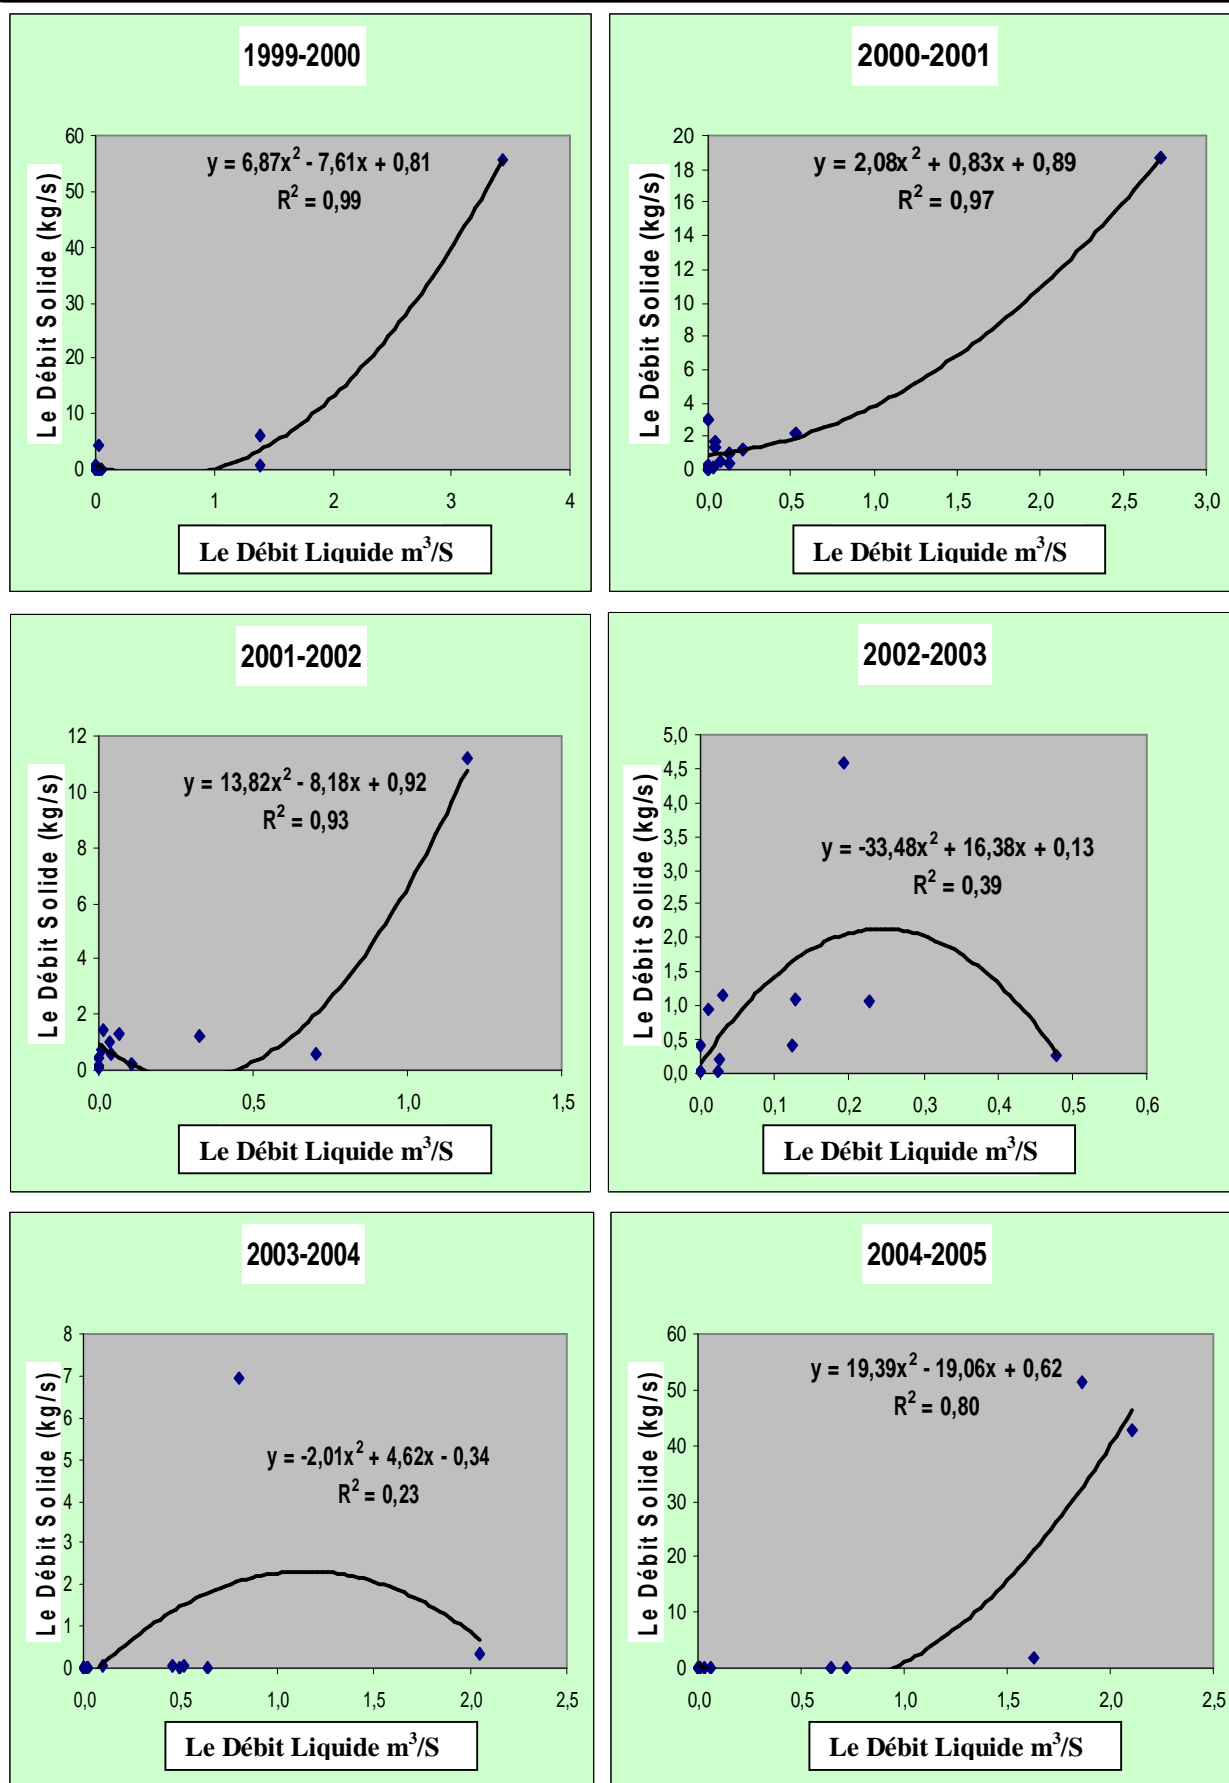 1999-2000
y = 6,87x² - 7,61x + 0,81
R² = 0,99
Le Débit Solide (kg/s)
60
50
40
30
20
10
0
0 1 2 3 4
Le Débit Liquide m³/S
2000-2001
y = 2,08x² + 0,83x + 0,89
R² = 0,97
Le Débit Solide (kg/s)
20
18
16
14
12
10
8
6
4
2
0
0,0 0,5 1,0 1,5 2,0 2,5 3,0
Le Débit Liquide m³/S
2001-2002
y = 13,82x² - 8,18x + 0,92
R² = 0,93
Le Débit Solide (kg/s)
12
10
8
6
4
2
0
0,0 0,5 1,0 1,5
Le Débit Liquide m³/S
2002-2003
y = -33,48x² + 16,38x + 0,13
R² = 0,39
Le Débit Solide (kg/s)
5,0
4,5
4,0
3,5
3,0
2,5
2,0
1,5
1,0
0,5
0,0
0,0 0,1 0,2 0,3 0,4 0,5 0,6
Le Débit Liquide m³/S
2003-2004
y = -2,01x² + 4,62x - 0,34
R² = 0,23
Le Débit Solide (kg/s)
8
7
6
5
4
3
2
1
0
0,0 0,5 1,0 1,5 2,0 2,5
Le Débit Liquide m³/S
2004-2005
y = 19,39x² - 19,06x + 0,62
R² = 0,80
Le Débit Solide (kg/s)
60
50
40
30
20
10
0
0,0 0,5 1,0 1,5 2,0 2,5
Le Débit Liquide m³/S